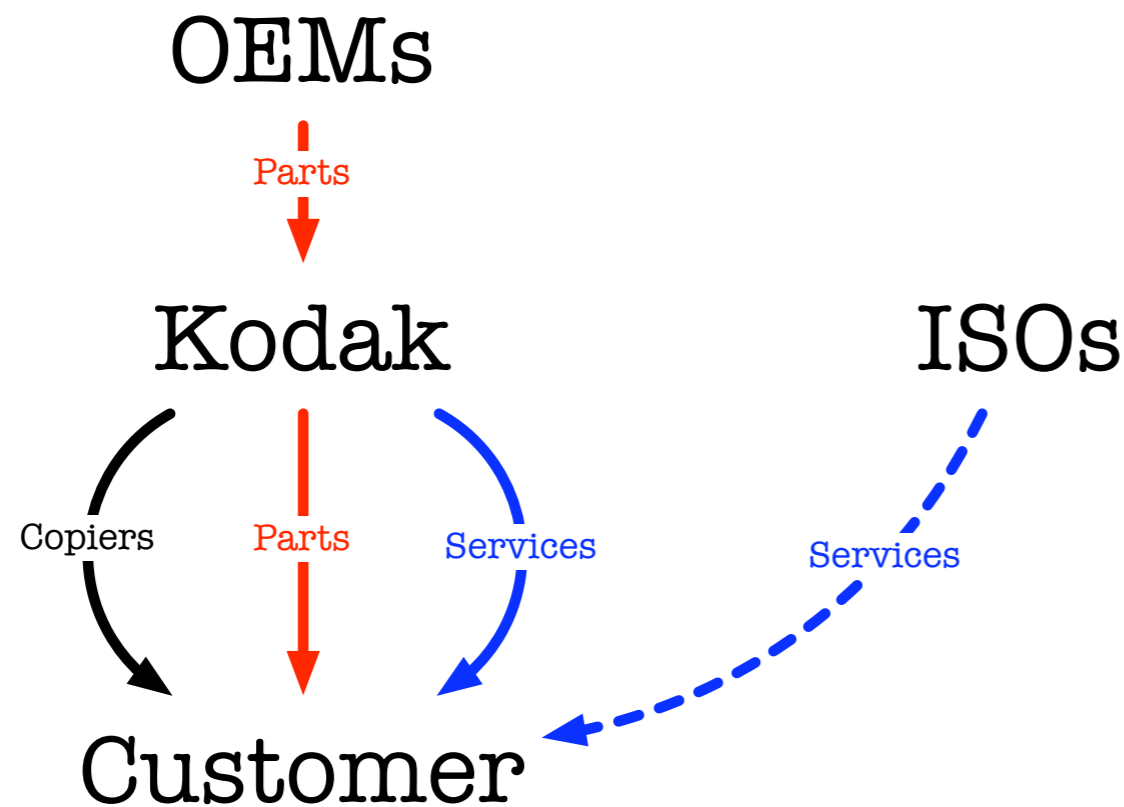 OEMs
Parts
Kodak
ISOs
Copiers
Parts
Services
Services
Customer